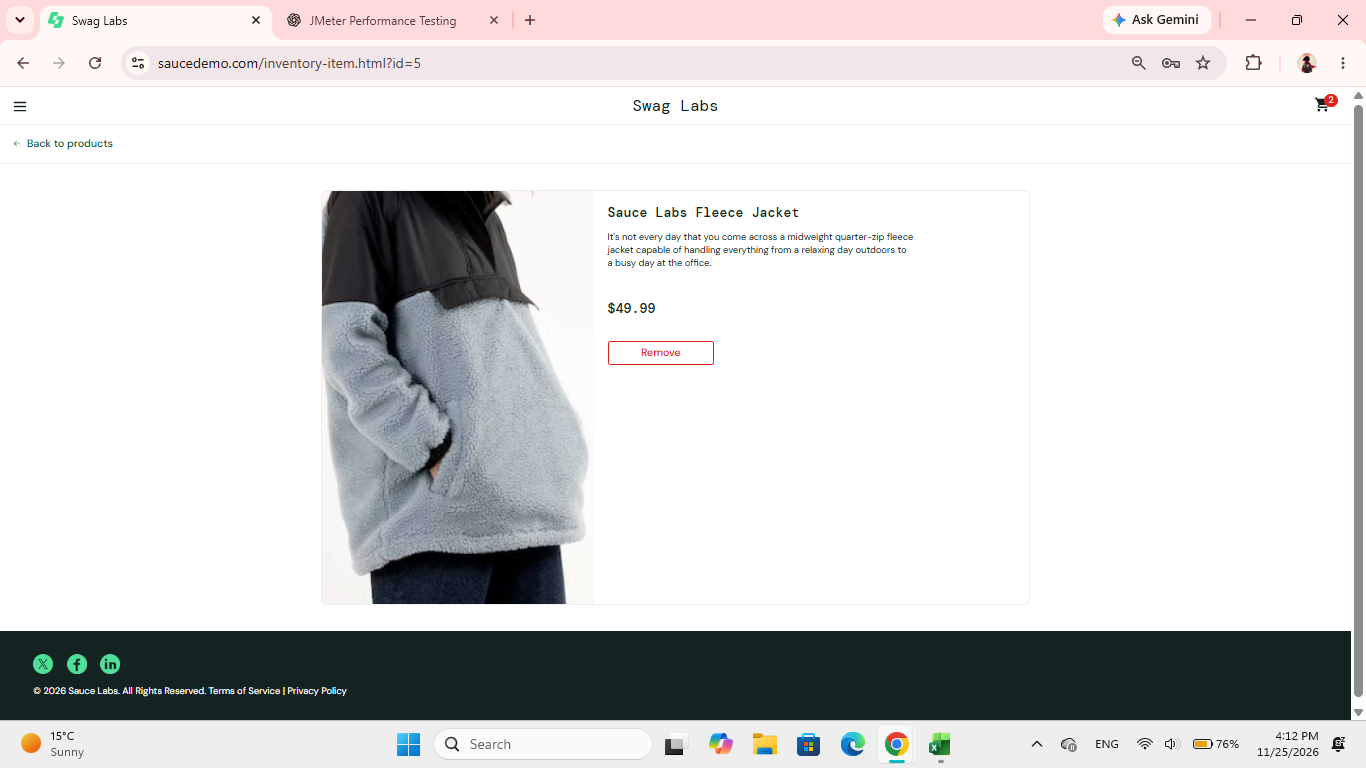 Swag Labs
JMeter Performance Testing
Ask Gemini
saucedemo.com/inventory-item.html?id=5
Swag Labs
2
Back to products
Sauce Labs Fleece Jacket
It's not every day that you come across a midweight quarter-zip fleece
jacket capable of handling everything from a relaxing day outdoors to
a busy day at the office.
$49.99
Remove
© 2026 Sauce Labs. All Rights Reserved. Terms of Service | Privacy Policy
15°C
Sunny
Search
ENG
76%
4:12 PM
11/25/2026